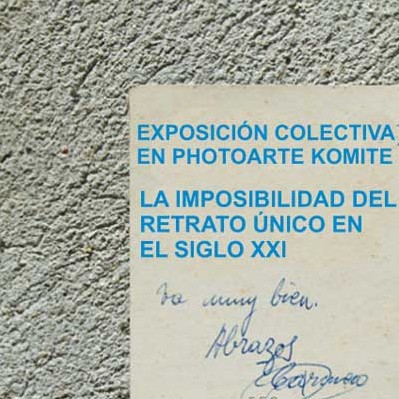 EXPOSICIÓN COLECTIVA
EN PHOTOARTE KOMITE
LA IMPOSIBILIDAD DEL
RETRATO ÚNICO EN
EL SIGLO XXI
va muy bien.
Abrazos